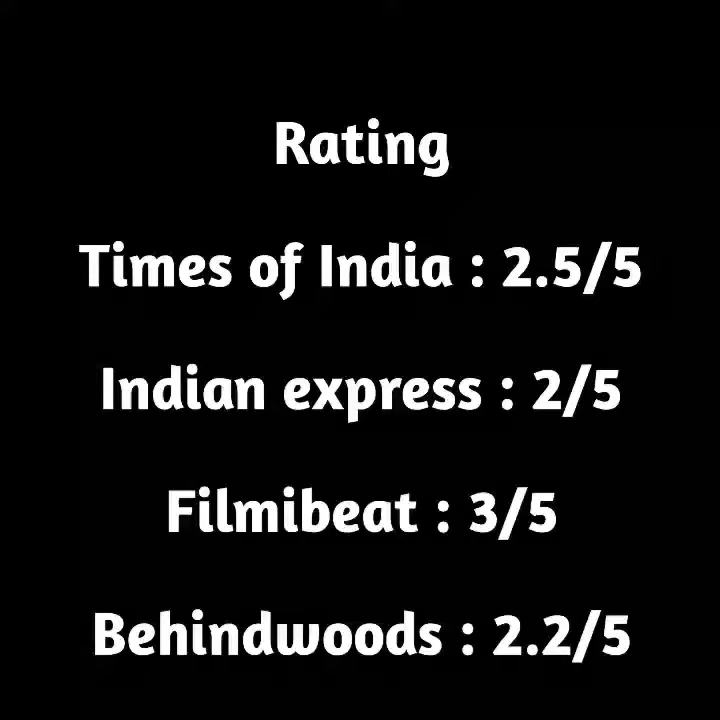 Rating
Times of India : 2.5/5
Indian express : 2/5
Filmibeat : 3/5
Behindwoods : 2.2/5